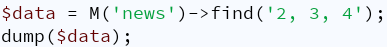 $data = M('news')->find('2, 3, 4');
dump($data);